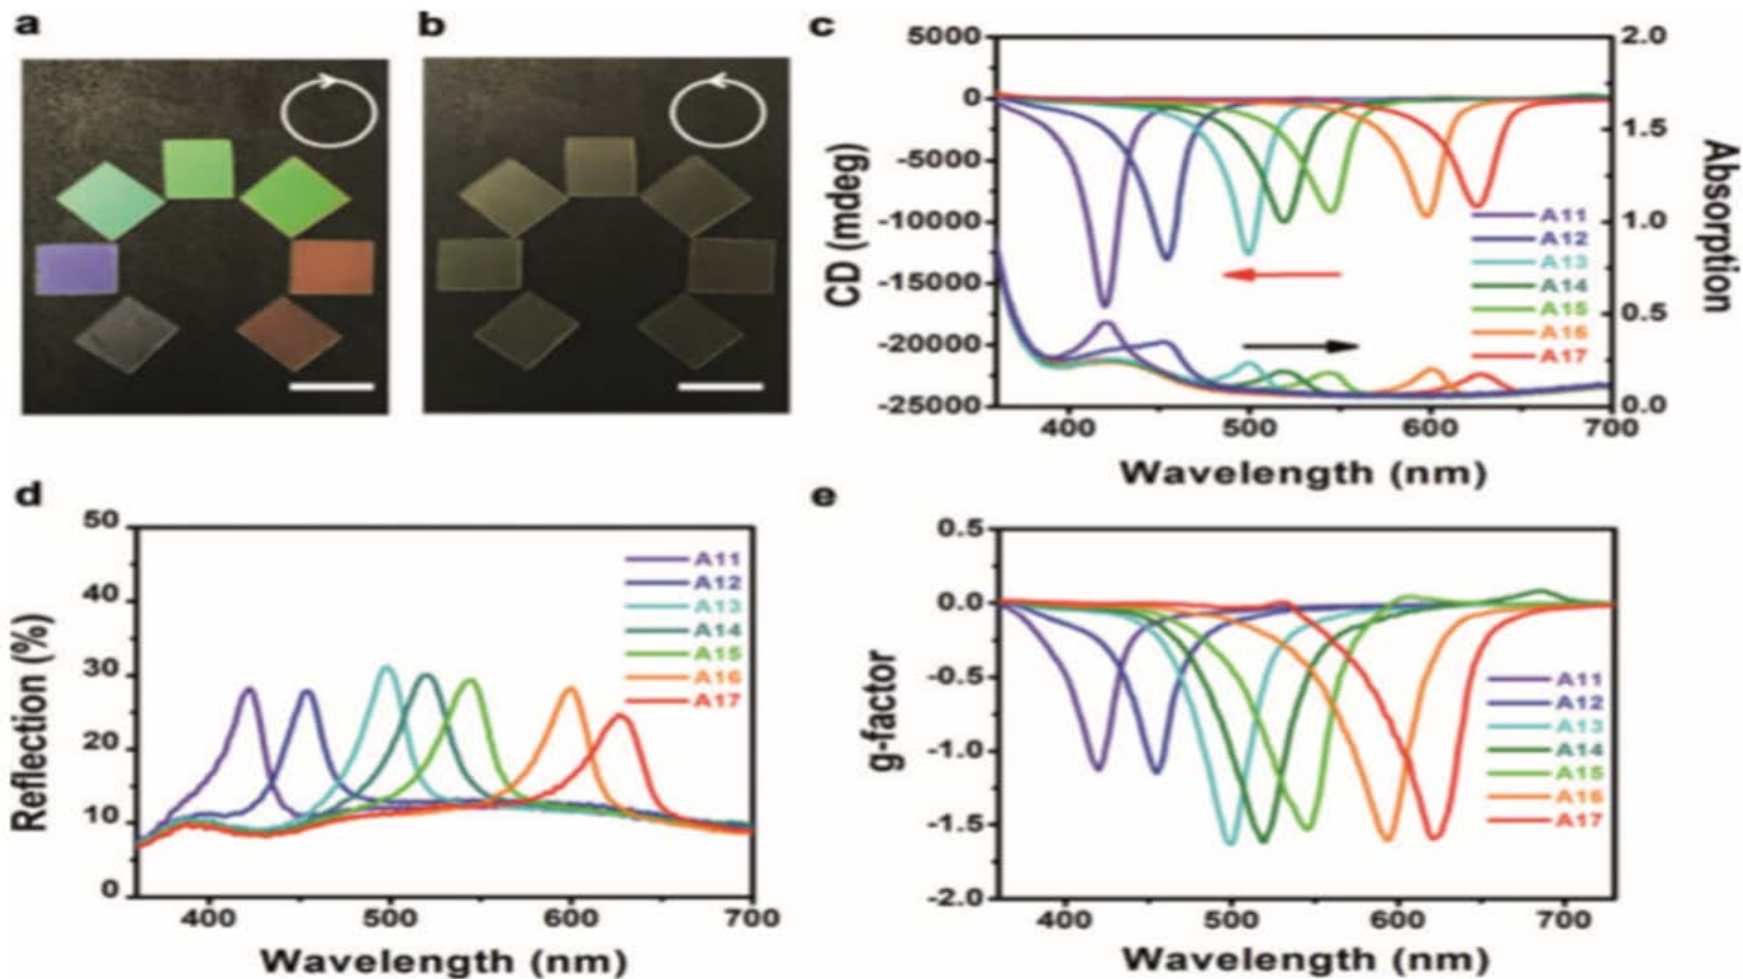 a
b
c
5000
0
-5000
-10000
-15000
-20000
-25000
CD (mdeg)
2.0
1.5
1.0
0.5
0.0
Absorption
A11
A12
A13
A14
A15
A16
A17
400 500 600 700
Wavelength (nm)
d
50
40
30
20
10
0
Reflection (%)
A11
A12
A13
A14
A15
A16
A17
400 500 600 700
Wavelength (nm)
e
0.5
0.0
-0.5
-1.0
-1.5
-2.0
g-factor
A11
A12
A13
A14
A15
A16
A17
400 500 600 700
Wavelength (nm)